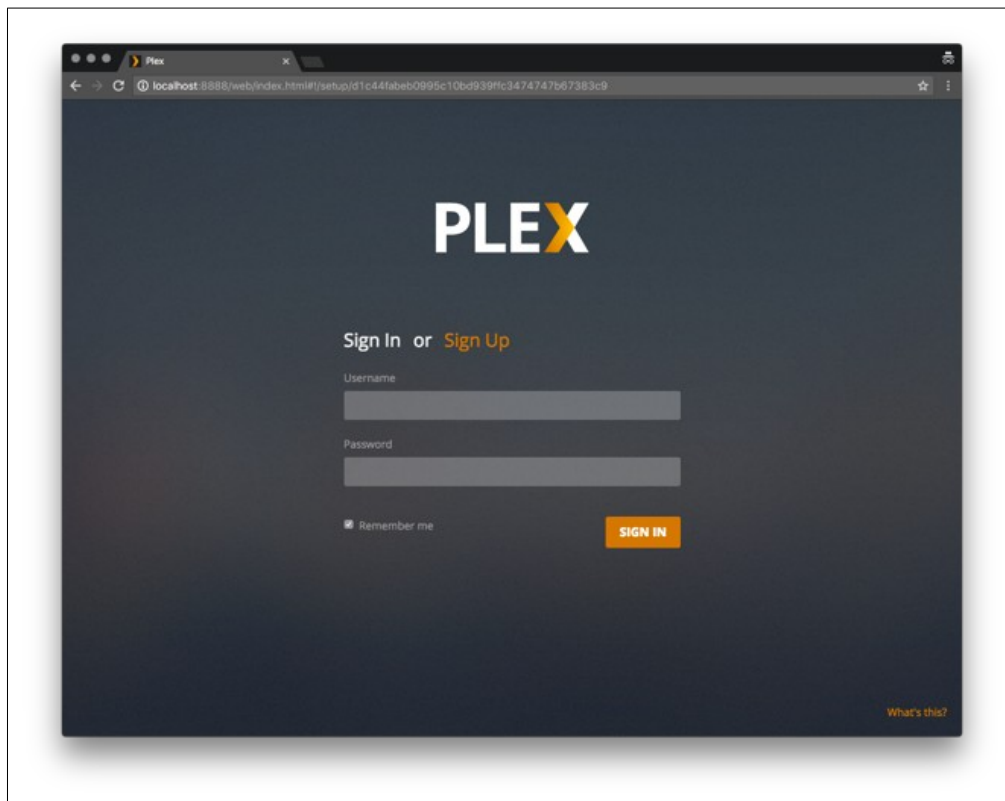 Plex
localhost:8888/web/index.html#!/setup/d1c44fabeb0995c10bd939ffc3474747b67383c9
PLEX
Sign In or Sign Up
Username
Password
Remember me
SIGN IN
What's this?